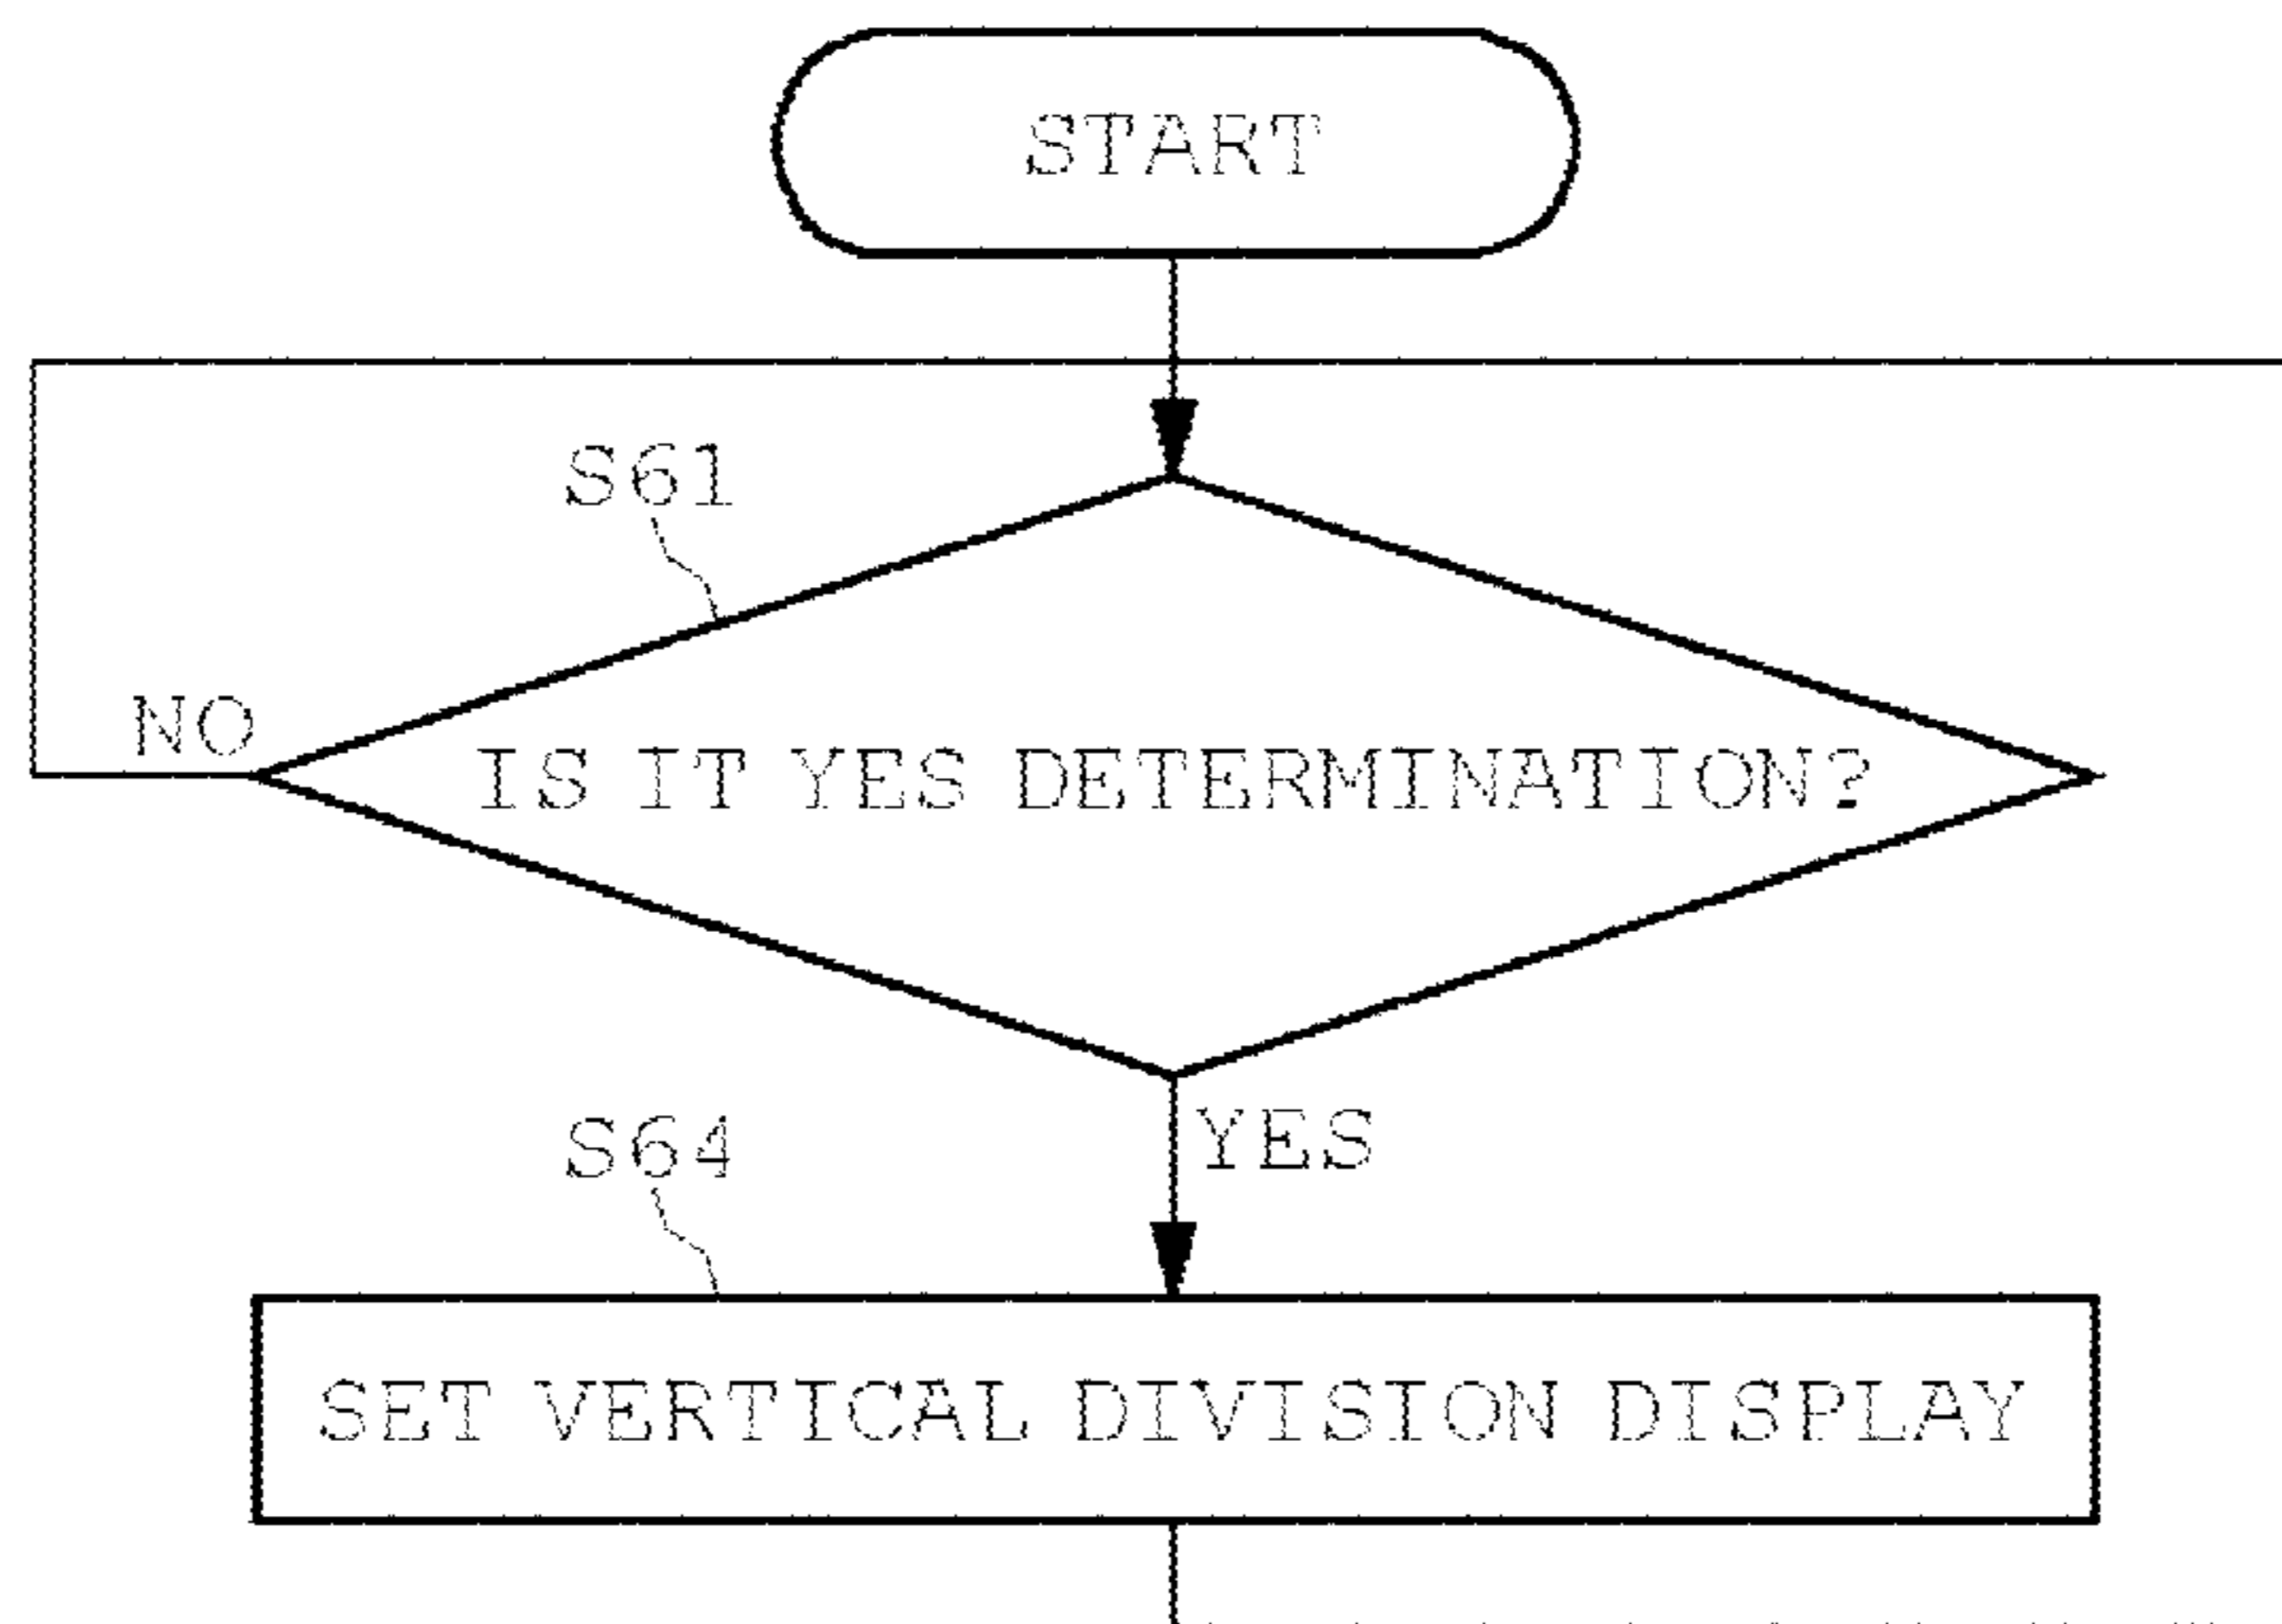 START
S61
NO
IS IT YES DETERMINATION?
YES
S64
SET VERTICAL DIVISION DISPLAY